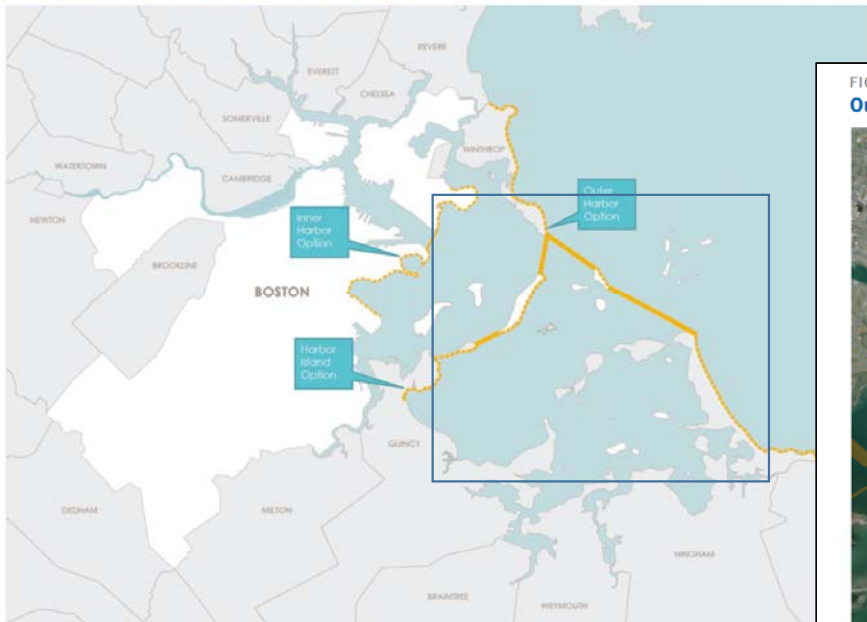 REVERE
EVERETT
CHELSEA
SOMERVILLE
WINTHROP
WATERTOWN
CAMBRIDGE
NEWTON
Inner
Harbor
Option
Outer
Harbor
Option
BROOKLINE
BOSTON
Harbor
Island
Option
QUINCY
DEDHAM
MILTON
HINGHAM
BRAINTREE
WEYMOUTH